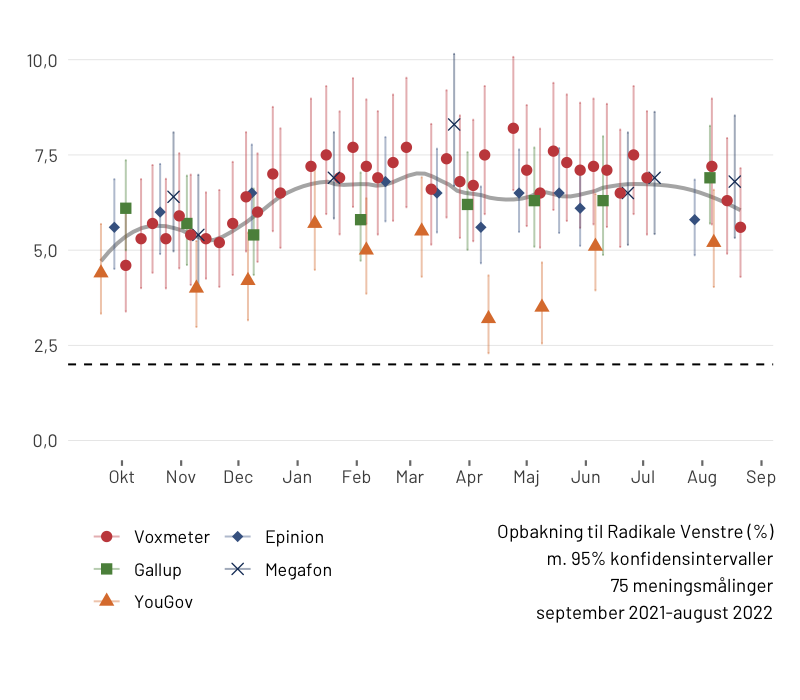 10,0
7,5
5,0
2,5
0,0
Okt Nov Dec Jan Feb Mar Apr Maj Jun Jul Aug Sep
Voxmeter Epinion
Gallup Megafon
YouGov
Opbakning til Radikale Venstre (%)
m. 95% konfidensintervaller
75 meningsmålinger
september 2021-august 2022